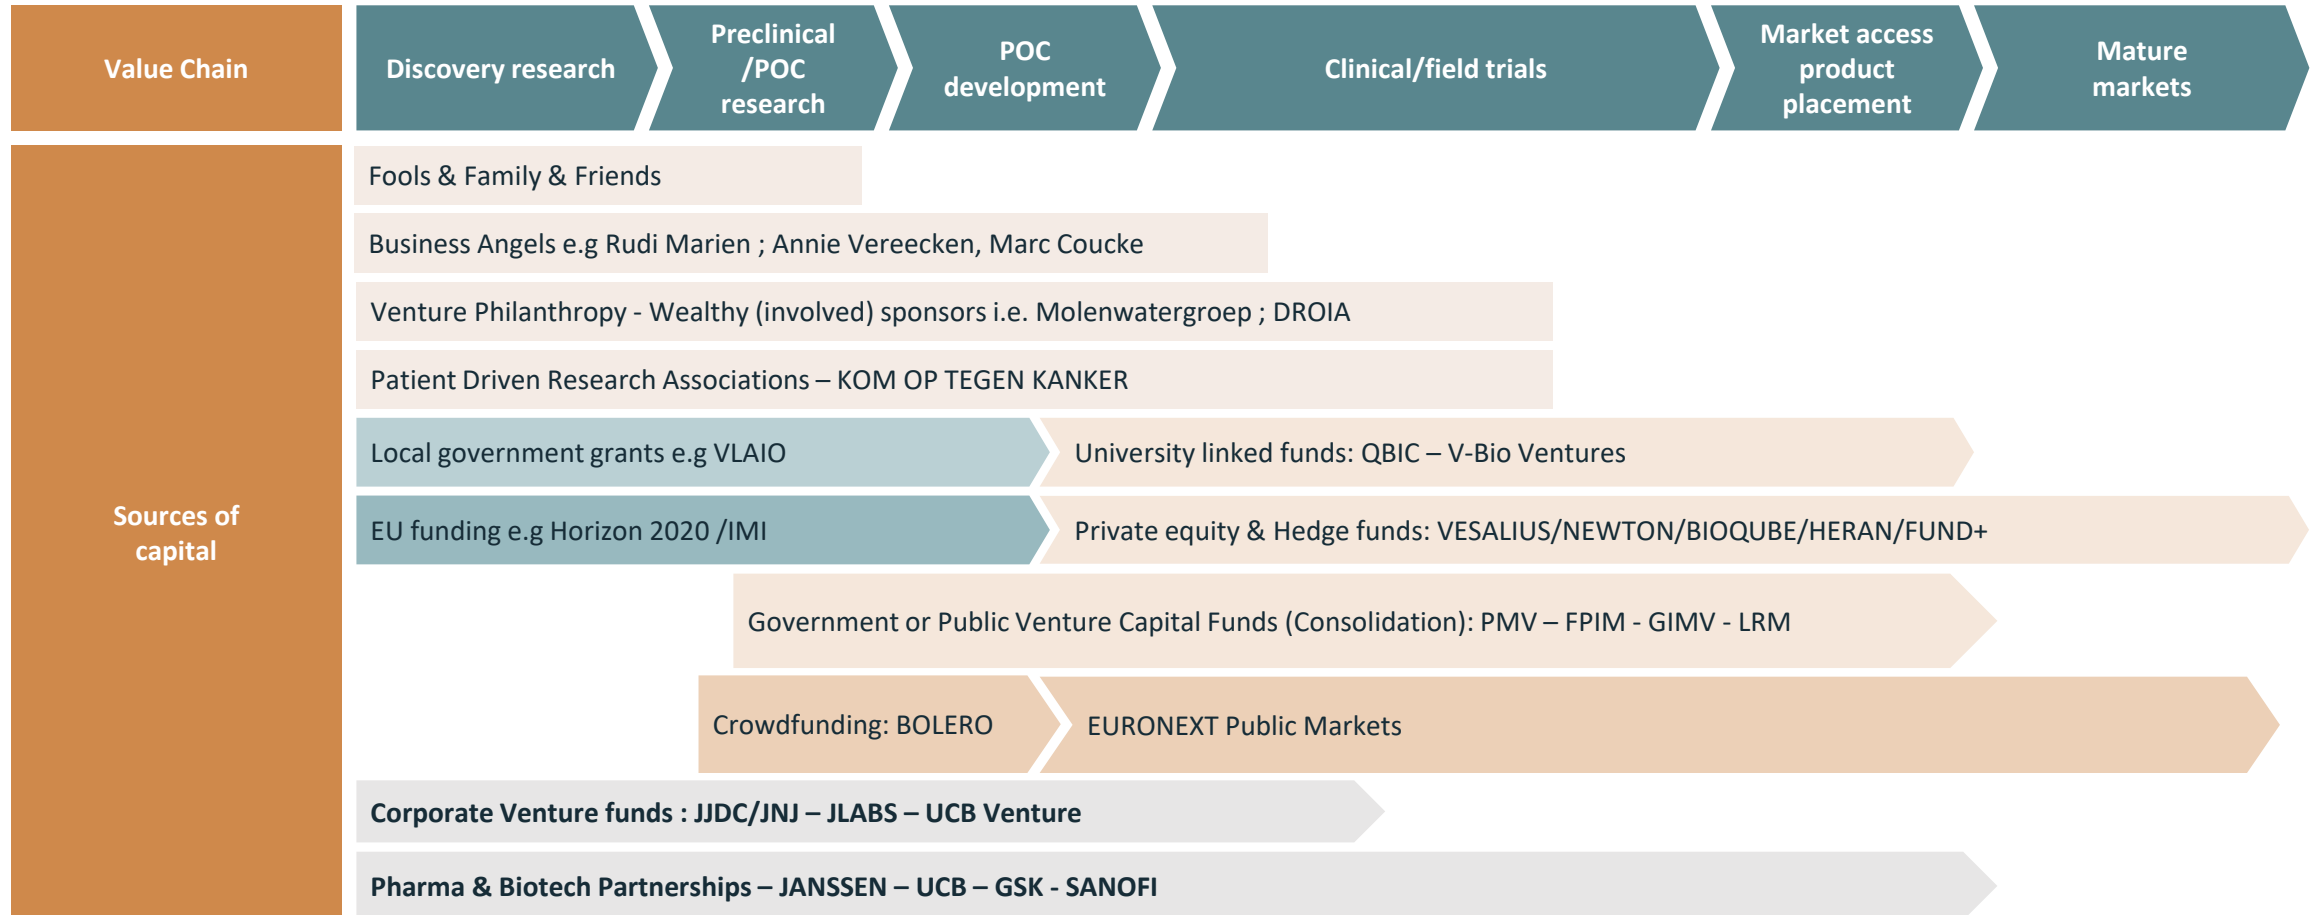 Value Chain
Discovery research
Preclinical
/POC
research
POC
development
Clinical/field trials
Market access
product
placement
Mature
markets
Sources of
capital
Fools & Family & Friends
Business Angels e.g Rudi Marien ; Annie Vereecken, Marc Coucke
Venture Philanthropy - Wealthy (involved) sponsors i.e. Molenwatergroep ; DROIA
Patient Driven Research Associations – KOM OP TEGEN KANKER
Local government grants e.g VLAIO
University linked funds: QBIC – V-Bio Ventures
EU funding e.g Horizon 2020 /IMI
Private equity & Hedge funds: VESALIUS/NEWTON/BIOQUBE/HERAN/FUND+
Government or Public Venture Capital Funds (Consolidation): PMV – FPIM - GIMV - LRM
Crowdfunding: BOLERO
EURONEXT Public Markets
Corporate Venture funds : JJDC/JNJ – JLABS – UCB Venture
Pharma & Biotech Partnerships – JANSSEN – UCB – GSK - SANOFI